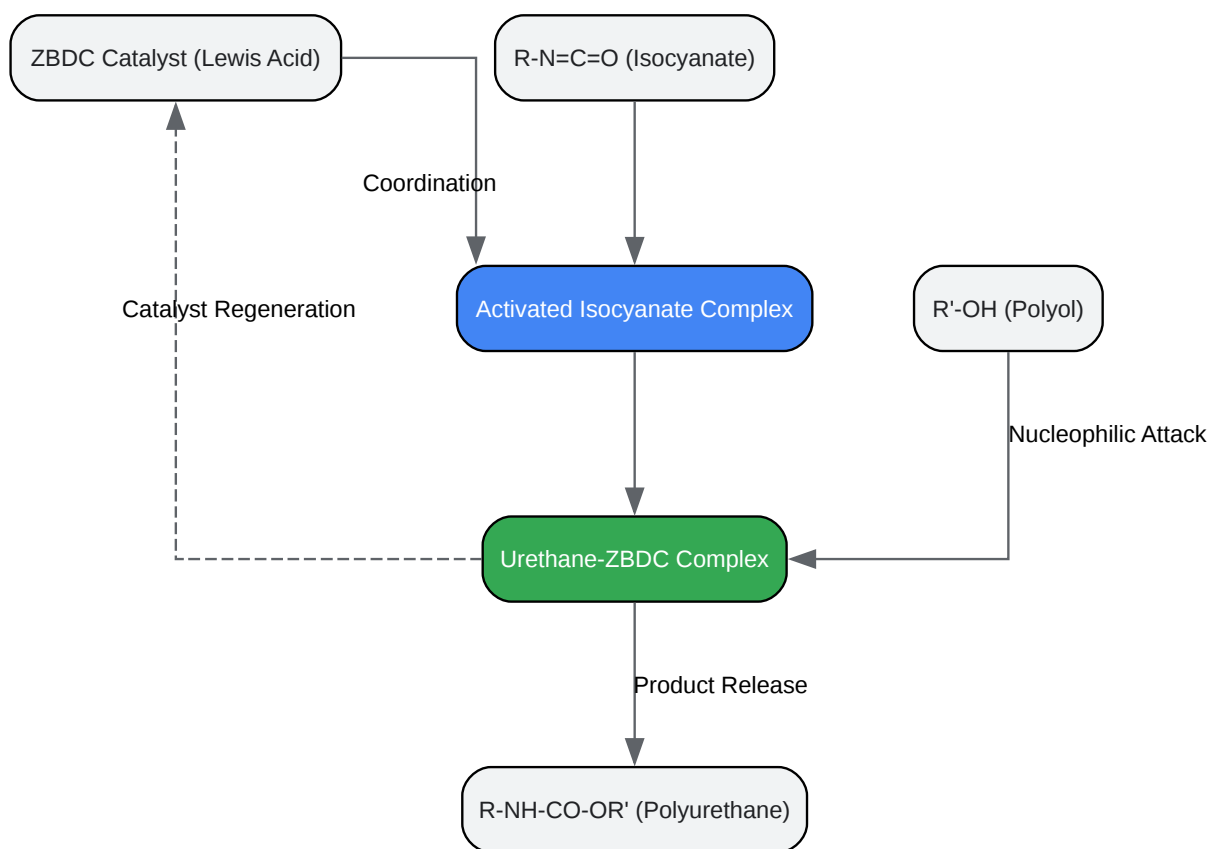 ZBDC Catalyst (Lewis Acid)
R-N=C=O (Isocyanate)
Coordination
Catalyst Regeneration
Activated Isocyanate Complex
R'-OH (Polyol)
Nucleophilic Attack
Urethane-ZBDC Complex
Product Release
R-NH-CO-OR' (Polyurethane)